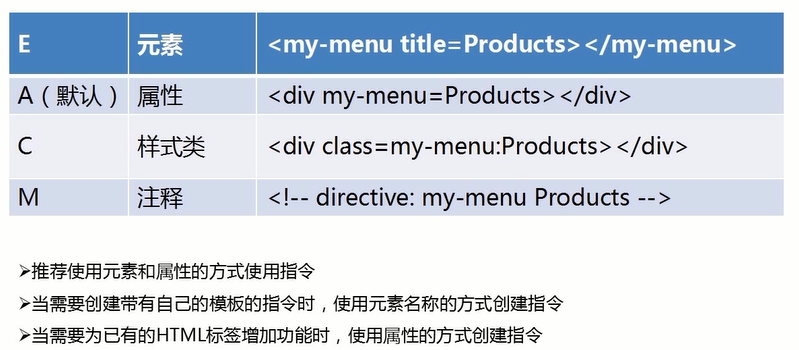 E 元素 <my-menu title=Products></my-menu>
A（默认） 属性 <div my-menu=Products></div>
C 样式类 <div class=my-menu:Products></div>
M 注释 <!-- directive: my-menu Products -->
➢推荐使用元素和属性的方式使用指令
➢当需要创建带有自己的模板的指令时，使用元素名称的方式创建指令
➢当需要为已有的HTML标签增加功能时，使用属性的方式创建指令